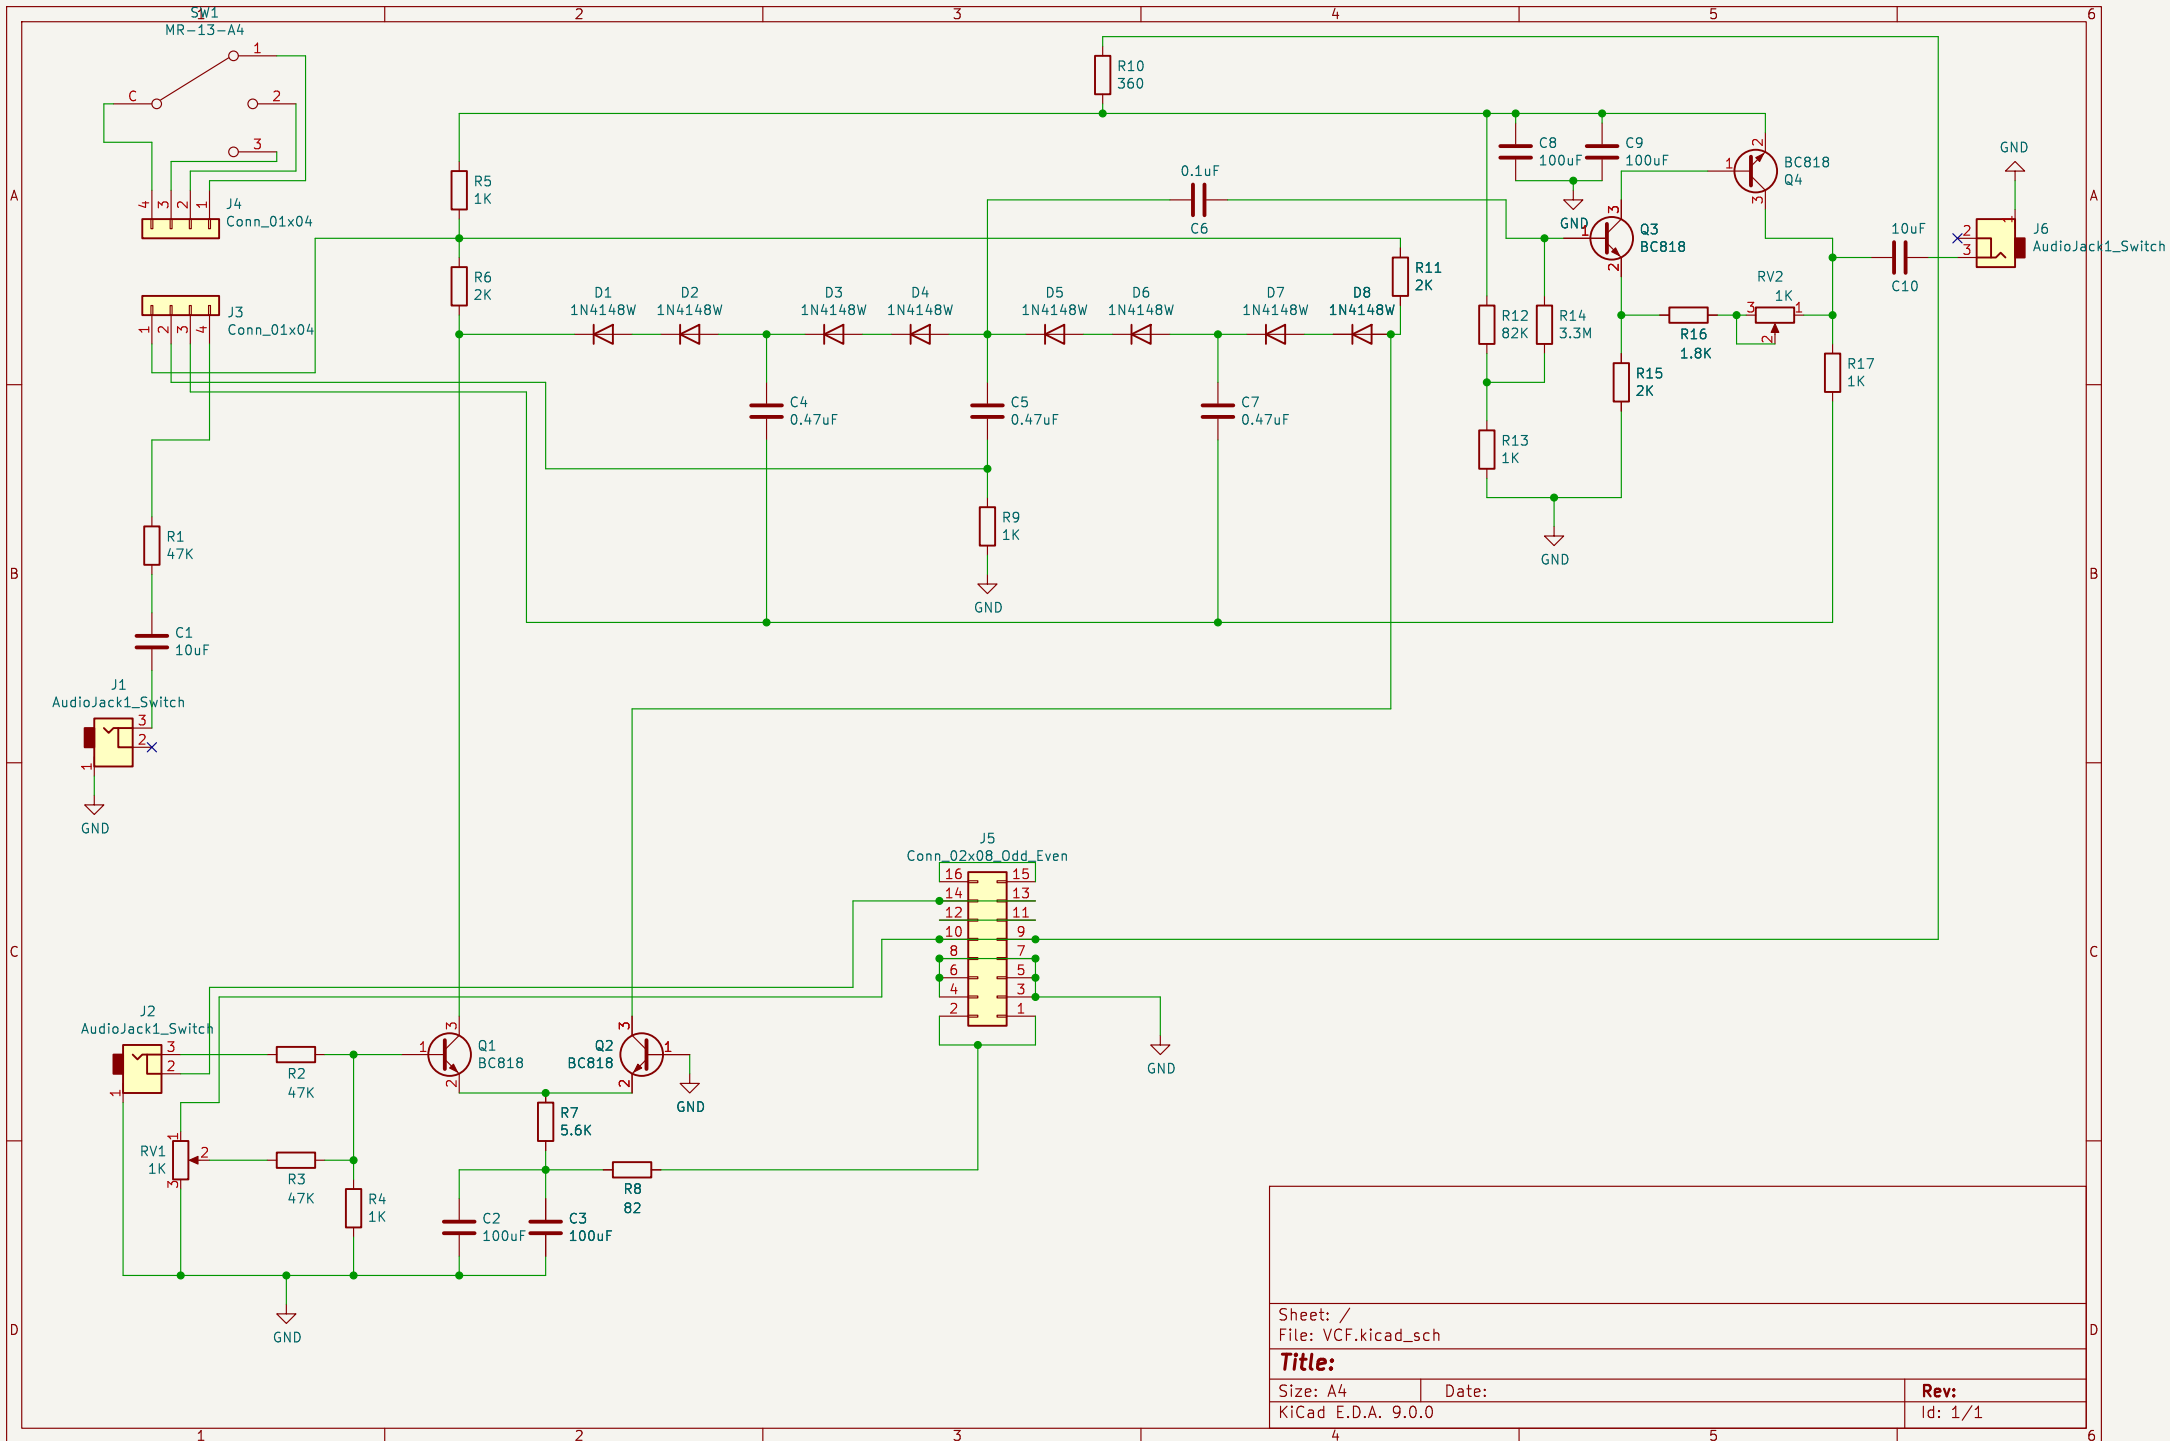 1 2 3 4 5 6
A
B
C
D
A
B
C
D
1 2 3 4 5 6
SW1
MR-13-A4
1
C
2
3
4 3 2 1
J4
Conn_01x04
J3
Conn_01x04
1 2 3 4
R1
47K
C1
10uF
J1
AudioJack1_Switch
3
2
1
GND
R5
1K
R6
2K
D1
1N4148W
D2
1N4148W
D3
1N4148W
D4
1N4148W
D5
1N4148W
D6
1N4148W
D7
1N4148W
D8
1N4148W
C4
0.47uF
C5
0.47uF
C7
0.47uF
R9
1K
GND
0.1uF
C6
R10
360
R11
2K
R12
82K
R14
3.3M
R13
1K
GND
C8
100uF
C9
100uF
GND
1
2
3
BC818
Q4
3
1
2
Q3
BC818
R15
2K
R16
1.8K
RV2
1K
3
1
2
R17
1K
10uF
C10
GND
1
2
3
J6
AudioJack1_Switch
J5
Conn_02x08_Odd_Even
16 15
14 13
12 11
10 9
8 7
6 5
4 3
2 1
GND
J2
AudioJack1_Switch
3
2
1
R2
47K
RV1
1K
1
2
3
R3
47K
R4
1K
3
1
2
Q1
BC818
3
1
2
Q2
BC818
GND
R7
5.6K
R8
82
C2
100uF
C3
100uF
GND
Sheet: /
File: VCF.kicad_sch
Title:
Size: A4
Date:
Rev:
KiCad E.D.A. 9.0.0
Id: 1/1